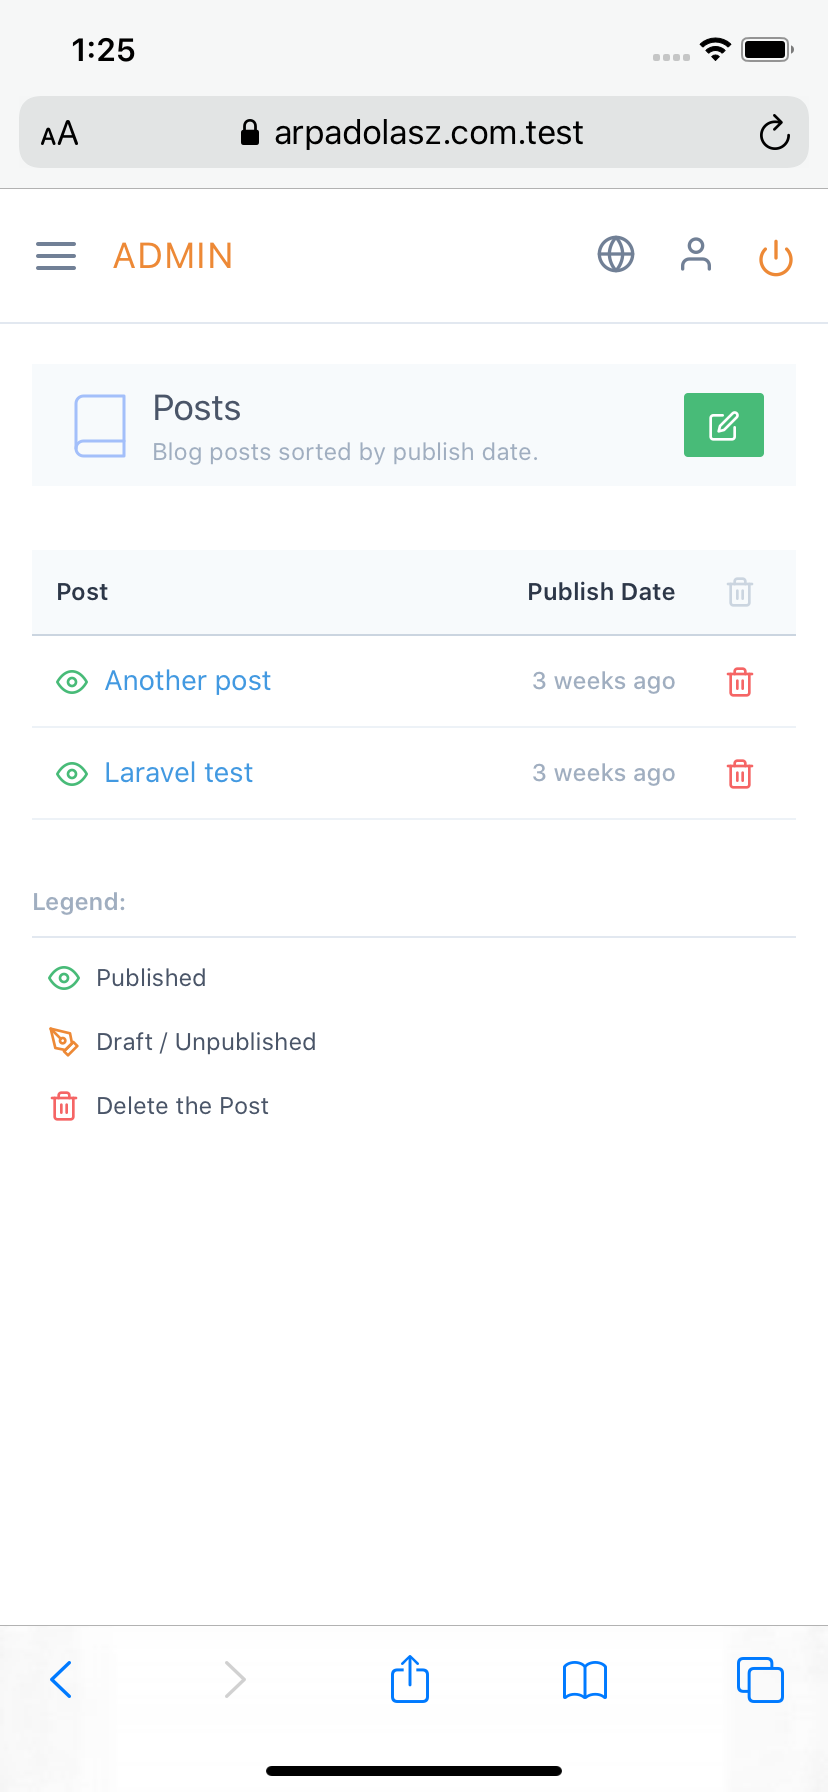 1:25
AA arpadolasz.com.test
ADMIN
Posts
Blog posts sorted by publish date.
Post Publish Date
Another post 3 weeks ago
Laravel test 3 weeks ago
Legend:
Published
Draft / Unpublished
Delete the Post